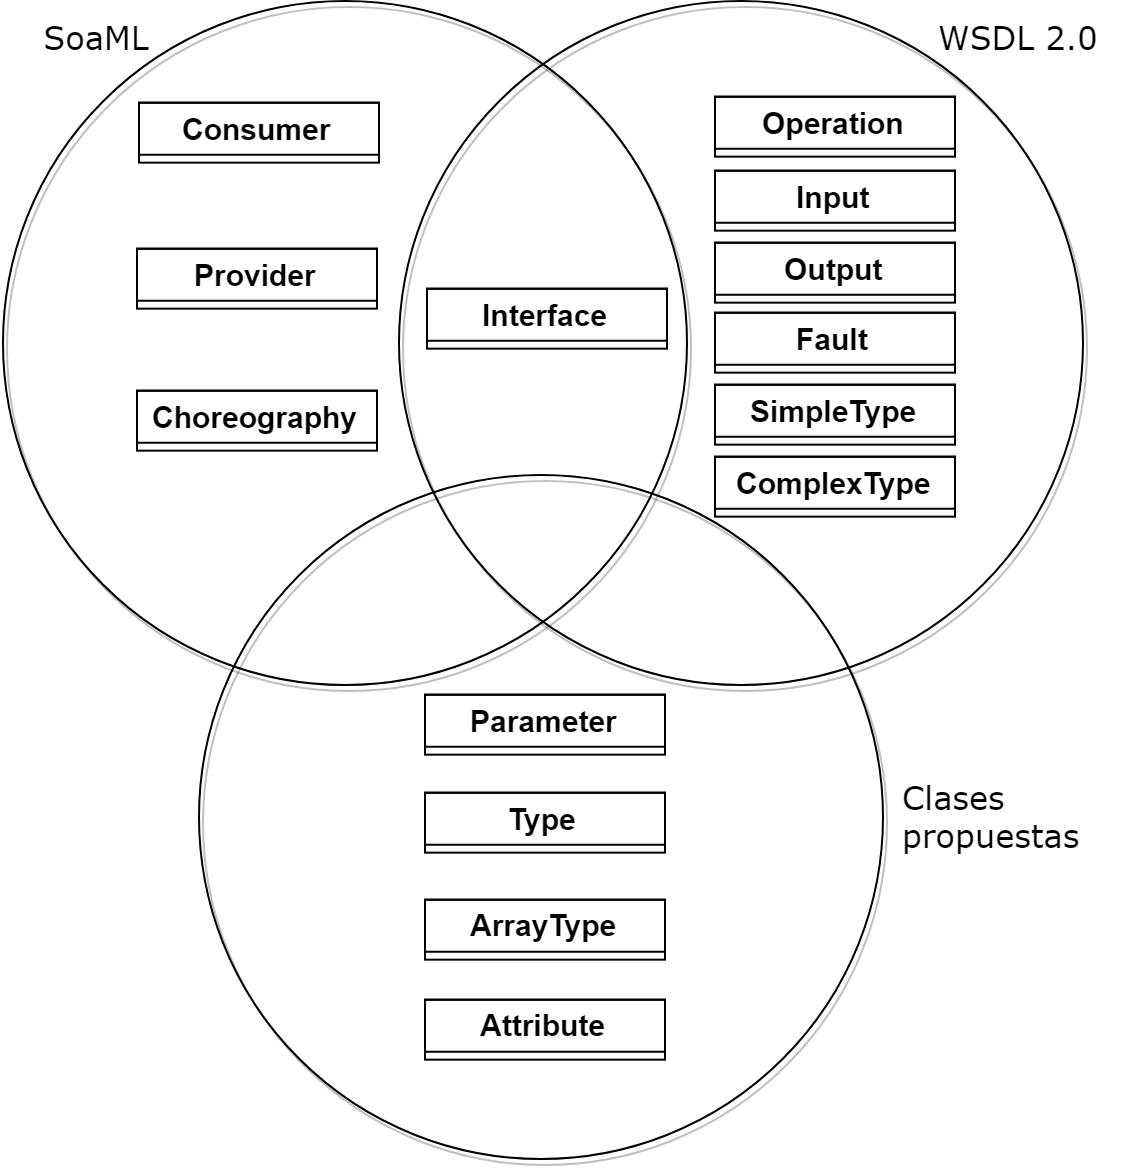 SoaML
WSDL 2.0
Consumer
Provider
Choreography
Interface
Operation
Input
Output
Fault
SimpleType
ComplexType
Parameter
Type
ArrayType
Attribute
Clases
propuestas